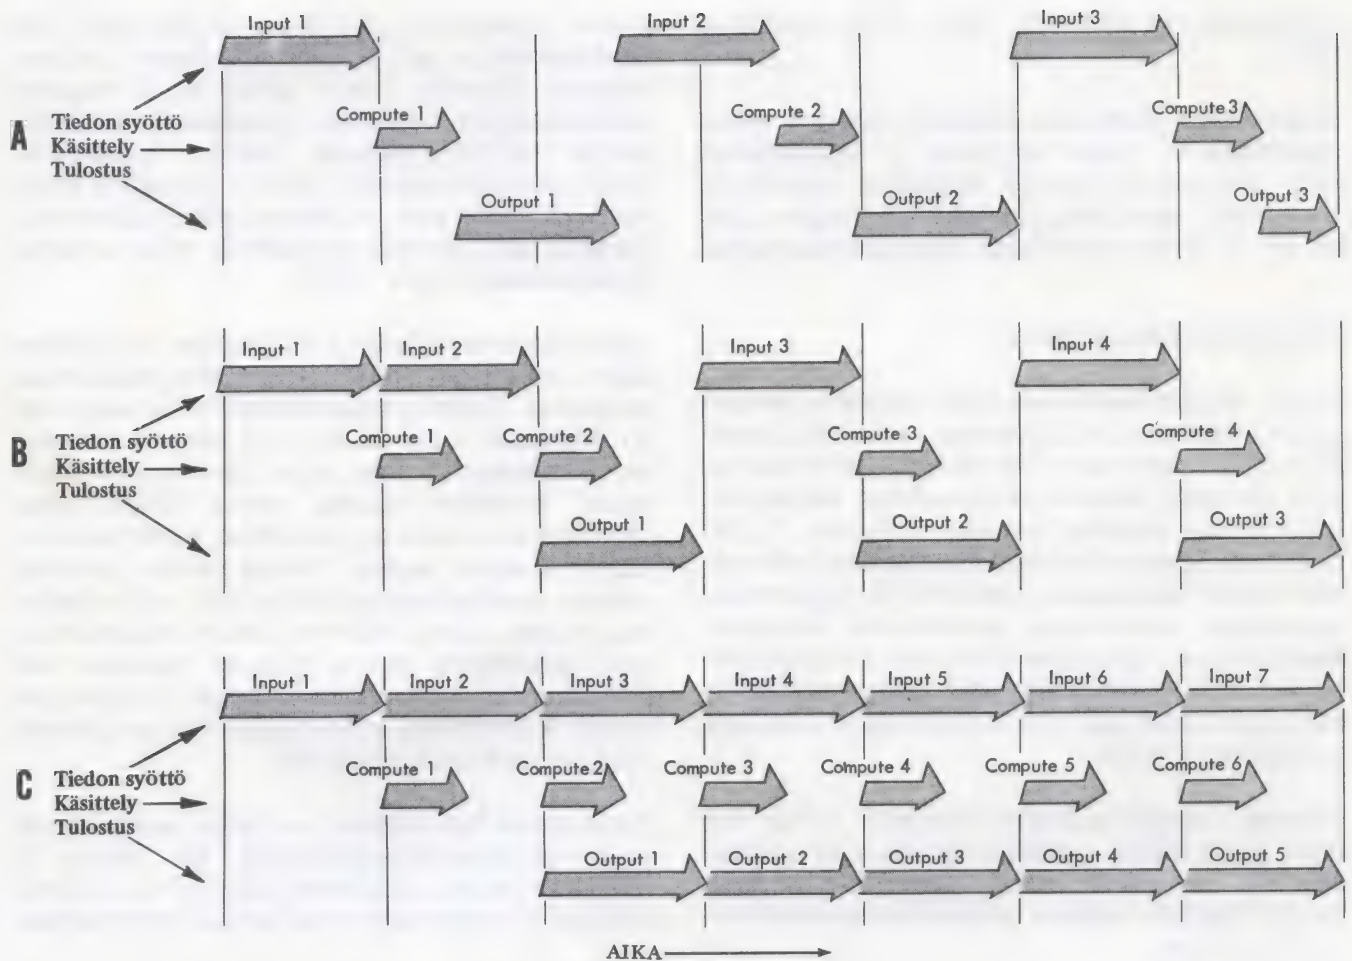 Input 1 Input 2 Input 3
Compute 1 Compute 2 Compute 3
A Tiedon syöttö
Käsittely
Tulostus
Output 1 Output 2 Output 3
Input 1 Input 2 Input 3 Input 4
Compute 1 Compute 2 Compute 3 Compute 4
B Tiedon syöttö
Käsittely
Tulostus
Output 1 Output 2 Output 3
Input 1 Input 2 Input 3 Input 4 Input 5 Input 6 Input 7
Compute 1 Compute 2 Compute 3 Compute 4 Compute 5 Compute 6
C Tiedon syöttö
Käsittely
Tulostus
Output 1 Output 2 Output 3 Output 4 Output 5
AIKA